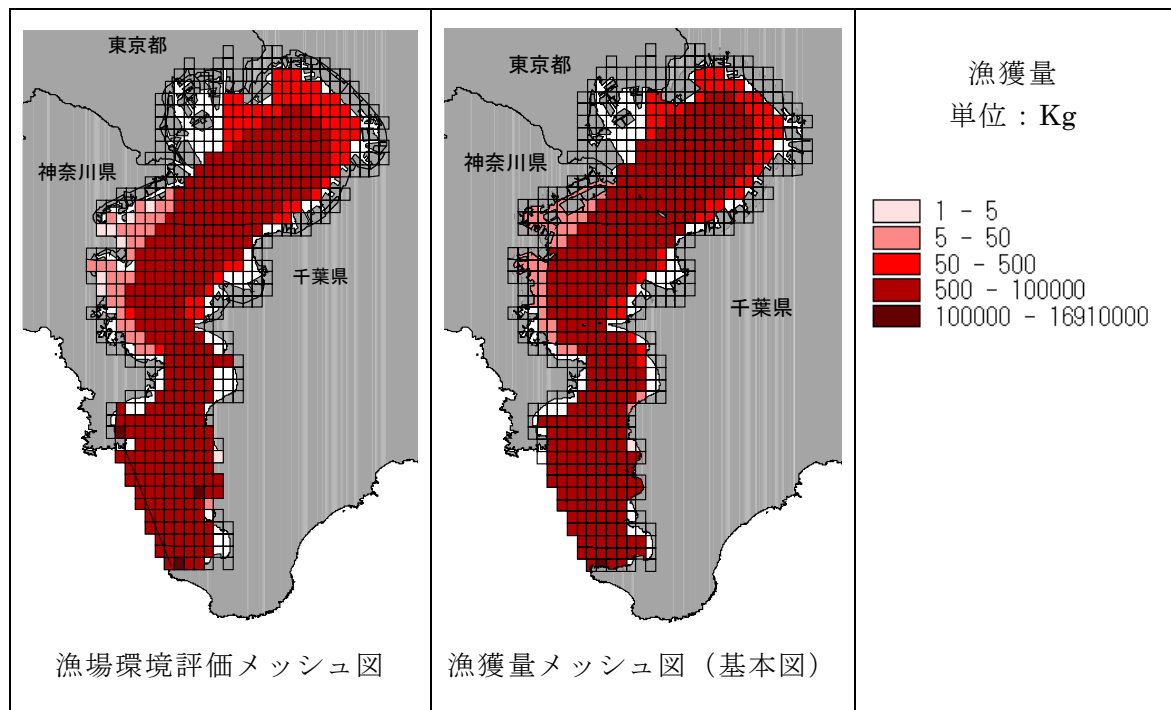 東京都
神奈川県
千葉県
漁場環境評価メッシュ図
東京都
神奈川県
千葉県
漁獲量メッシュ図（基本図）
漁獲量
単位：Kg
1 - 5
5 - 50
50 - 500
500 - 100000
100000 - 16910000